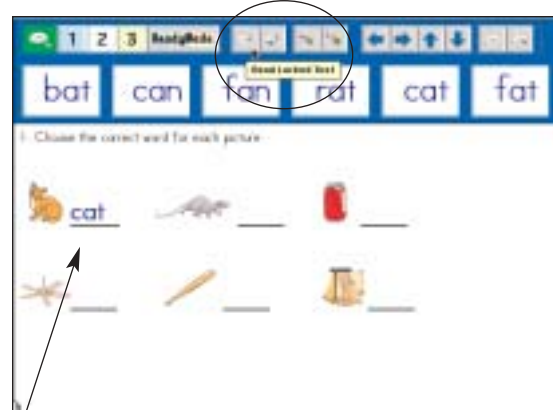 1 2 3 ReadyMade
Read Locked Text
bat can fan rat cat fat
1. Choose the correct word for each picture
cat